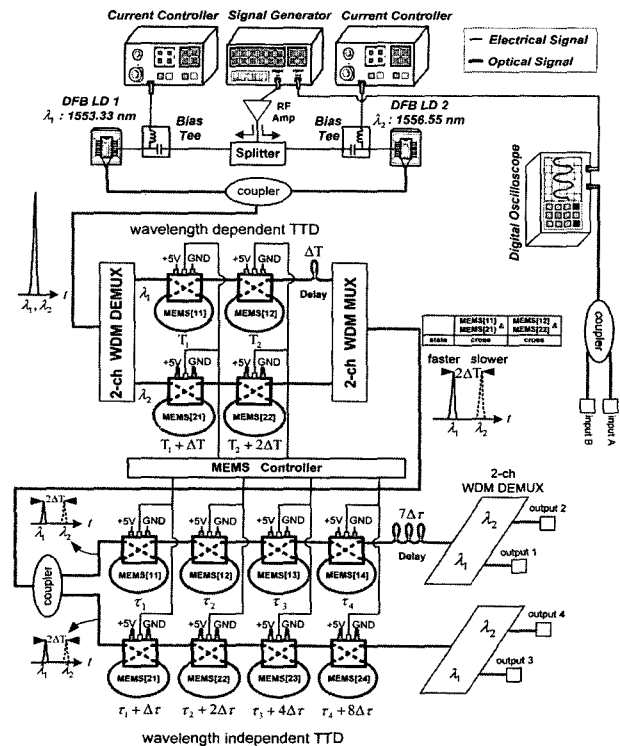 Current Controller
Signal Generator
Current Controller
Electrical Signal
Optical Signal
DFB LD 1
λ1 : 1553.33 nm
Bias Tee
RF Amp
Bias Tee
DFB LD 2
λ2 : 1556.55 nm
Splitter
coupler
Digital Oscilloscope
wavelength dependent TTD
λ1, λ2
t
2-ch WDM DEMUX
λ1
+5V GND
MEMS[11]
T1
+5V GND
MEMS[12]
T2
ΔT
Delay
2-ch WDM MUX
λ2
+5V GND
MEMS[21]
T1 + ΔT
+5V GND
MEMS[22]
T2 + 2ΔT
MEMS[11] & MEMS[21]
MEMS[12] & MEMS[22]
state
cross
cross
faster slower
2ΔT
λ1
λ2
t
coupler
input B
input A
MEMS Controller
2ΔT
λ1
λ2
t
coupler
+5V GND
MEMS[11]
τ1
+5V GND
MEMS[12]
τ2
+5V GND
MEMS[13]
τ3
+5V GND
MEMS[14]
τ4
7Δτ
Delay
2-ch
WDM DEMUX
λ2
λ1
output 2
output 1
2ΔT
λ1
λ2
t
+5V GND
MEMS[21]
τ1 + Δτ
+5V GND
MEMS[22]
τ2 + 2Δτ
+5V GND
MEMS[23]
τ3 + 4Δτ
+5V GND
MEMS[24]
τ4 + 8Δτ
λ2
λ1
output 4
output 3
wavelength independent TTD